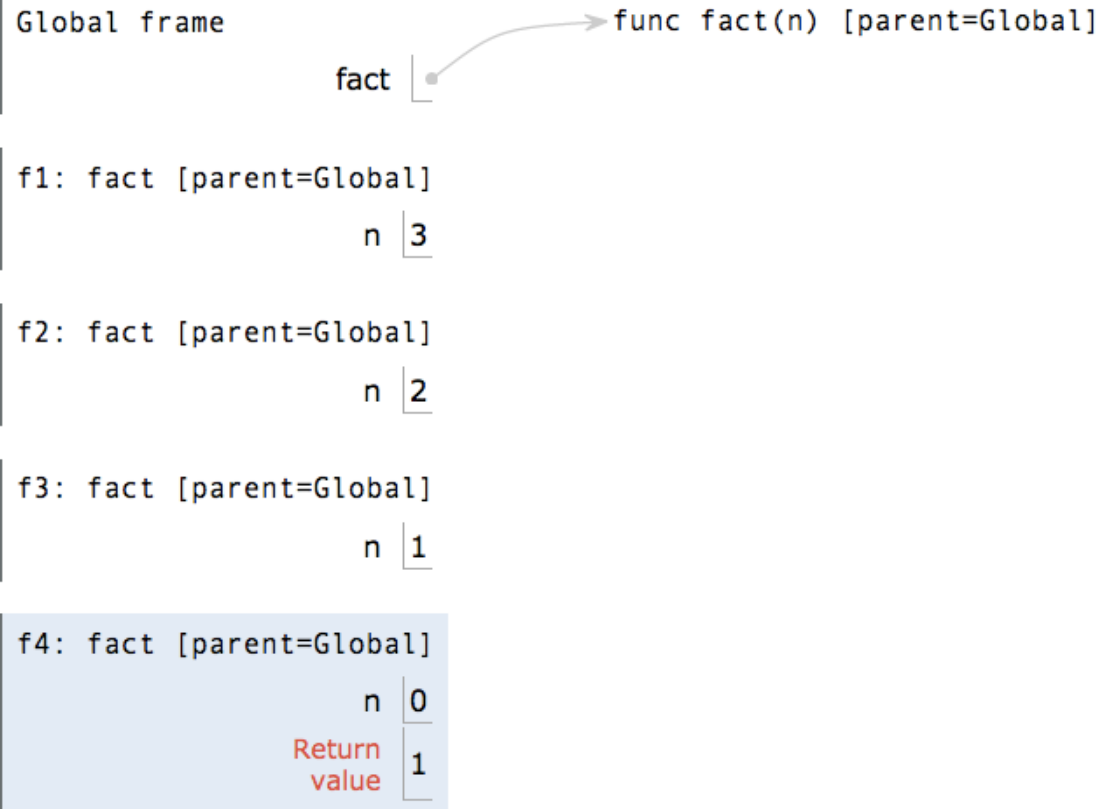 Global frame
func fact(n) [parent=Global]
fact
f1: fact [parent=Global]
n 3
f2: fact [parent=Global]
n 2
f3: fact [parent=Global]
n 1
f4: fact [parent=Global]
n 0
Return
value 1